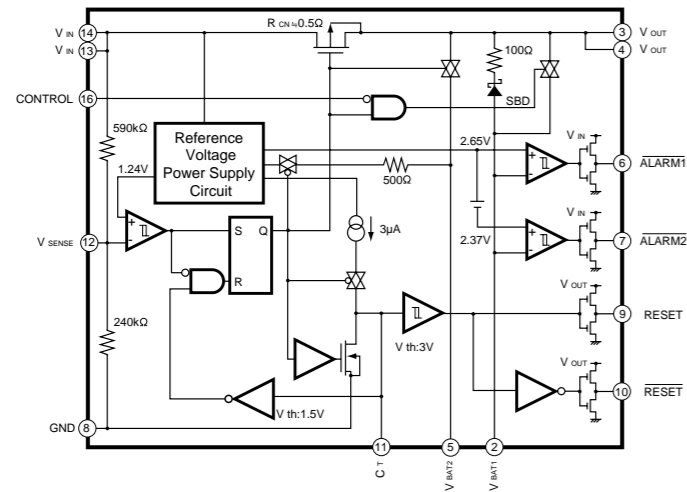 R CN≒0.5Ω
V IN 14
3 V OUT
V IN 13
4 V OUT
100Ω
CONTROL 16
SBD
590kΩ
Reference
Voltage
Power Supply
Circuit
2.65V
V IN
6 ALARM1
1.24V
500Ω
+
-
+
-
V SENSE 12
S Q
R
3μA
2.37V
V IN
+
-
7 ALARM2
V OUT
9 RESET
240kΩ
V th:3V
V OUT
10 RESET
V th:1.5V
GND 8
11
5
2
C T
V BAT2
V BAT1